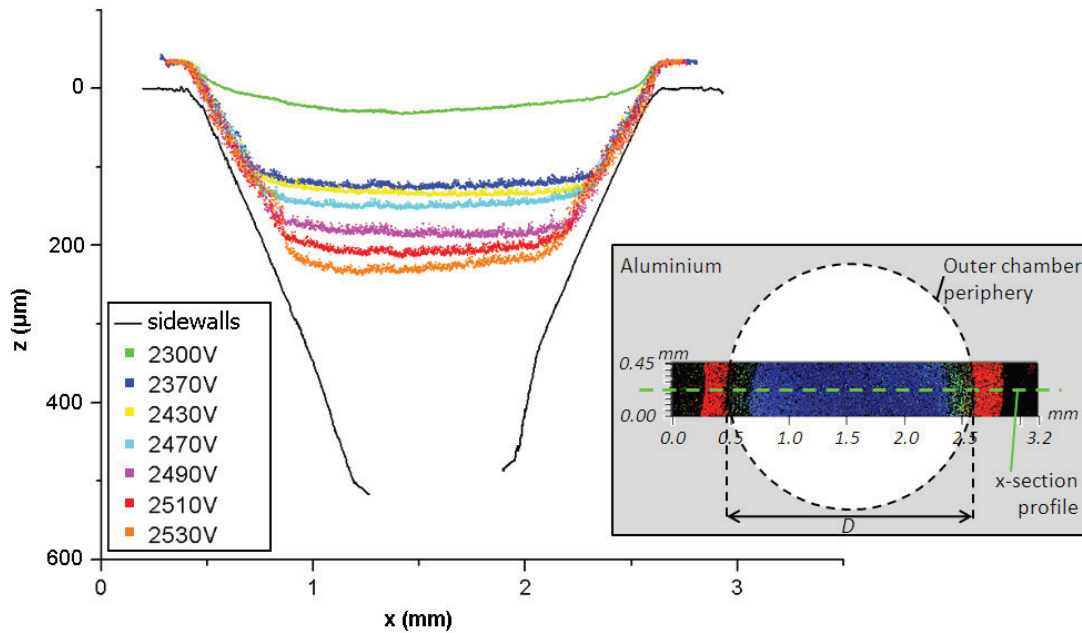 0
200
400
600
z (µm)
0
1
2
3
x (mm)
sidewalls
2300V
2370V
2430V
2470V
2490V
2510V
2530V
Aluminium
Outer chamber
periphery
0.45
mm
0.00
mm
0.0
0.5
1.0
1.5
2.0
2.5
3.2
x-section
profile
D